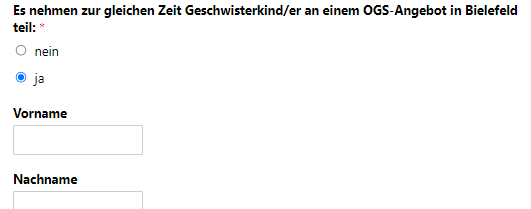 Es nehmen zur gleichen Zeit Geschwisterkind/er an einem OGS-Angebot in Bielefeld
teil: *
nein
ja
Vorname
Nachname